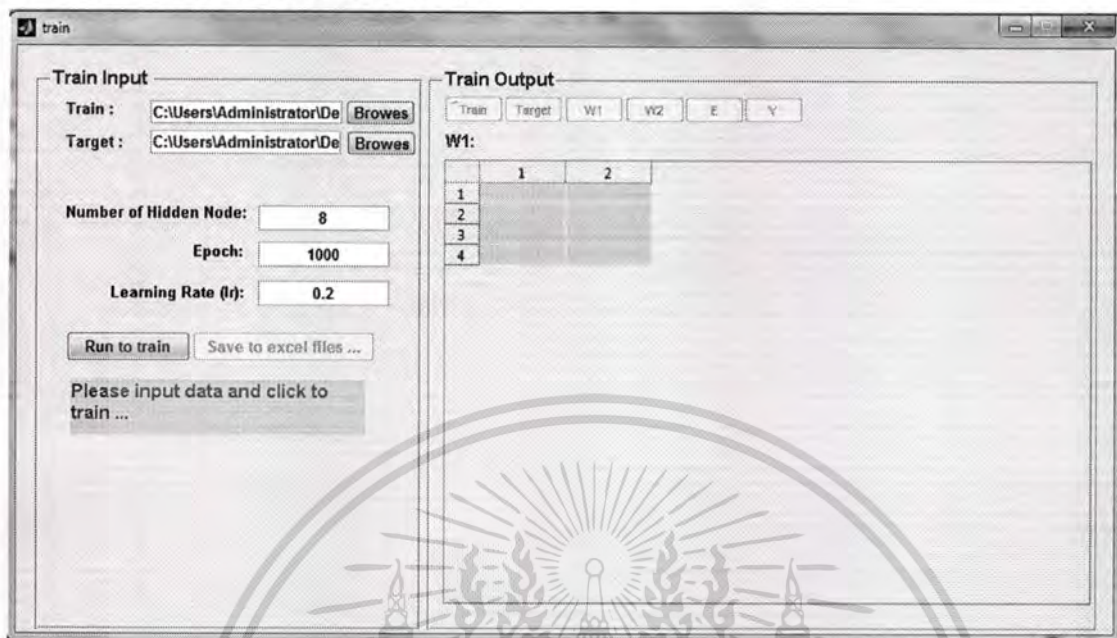 train
Train Input
Train : C:\Users\Administrator\De Browes
Target : C:\Users\Administrator\De Browes
Number of Hidden Node: 8
Epoch: 1000
Learning Rate (lr): 0.2
Run to train Save to excel files ...
Please input data and click to
train ...
Train Output
Train Target W1 W2 E Y
W1:
1 2
1
2
3
4